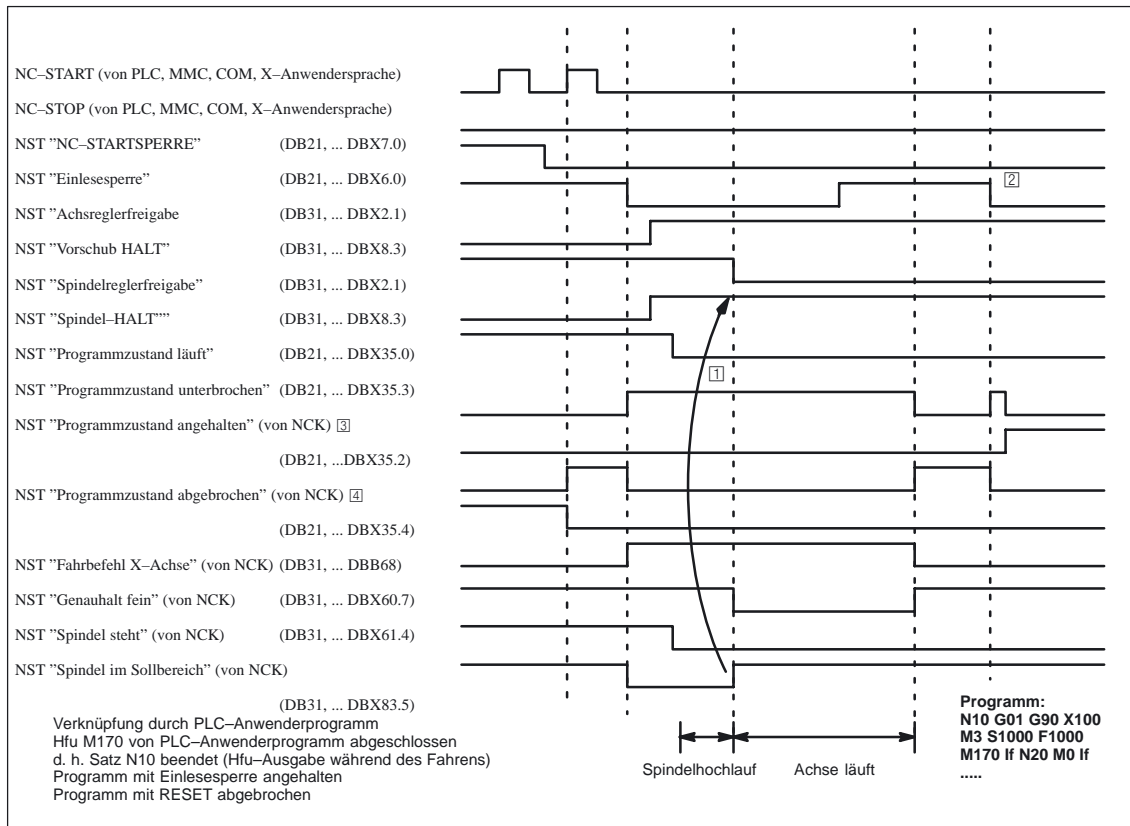 NC–START (von PLC, MMC, COM, X–Anwendersprache)
NC–STOP (von PLC, MMC, COM, X–Anwendersprache)
NST ”NC–STARTSPERRE” (DB21, ... DBX7.0)
NST ”Einlesesperre” (DB21, ... DBX6.0)
2
NST ”Achsreglerfreigabe (DB31, ... DBX2.1)
NST ”Vorschub HALT” (DB31, ... DBX8.3)
NST ”Spindelreglerfreigabe” (DB31, ... DBX2.1)
NST ”Spindel–HALT”” (DB31, ... DBX8.3)
NST ”Programmzustand läuft” (DB21, ... DBX35.0)
1
NST ”Programmzustand unterbrochen” (DB21, ... DBX35.3)
NST ”Programmzustand angehalten” (von NCK) 3
(DB21, ...DBX35.2)
NST ”Programmzustand abgebrochen” (von NCK) 4
(DB21, ... DBX35.4)
NST ”Fahrbefehl X–Achse” (von NCK) (DB31, ... DBB68)
NST ”Genauhalt fein” (von NCK) (DB31, ... DBX60.7)
NST ”Spindel steht” (von NCK) (DB31, ... DBX61.4)
NST ”Spindel im Sollbereich” (von NCK)
(DB31, ... DBX83.5)
Verknüpfung durch PLC–Anwenderprogramm
Hfu M170 von PLC–Anwenderprogramm abgeschlossen
d. h. Satz N10 beendet (Hfu–Ausgabe während des Fahrens)
Programm mit Einlesesperre angehalten
Programm mit RESET abgebrochen
Spindelhochlauf
Achse läuft
Programm:
N10 G01 G90 X100
M3 S1000 F1000
M170 lf N20 M0 lf
.....